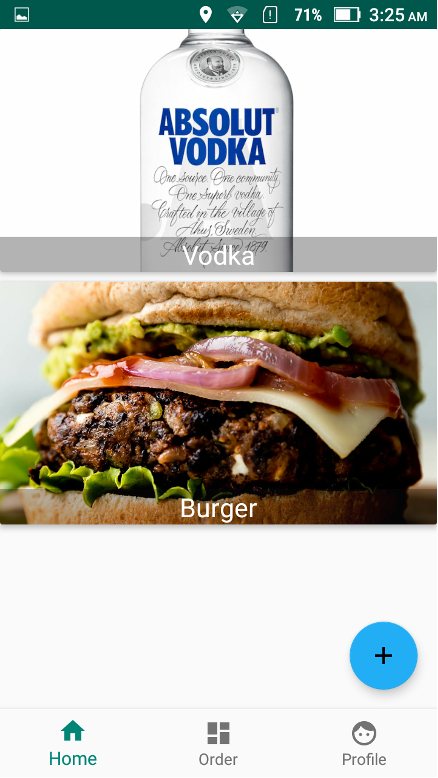 71% 3:25 AM
ABSOLUT
VODKA
One source. One community.
One superb vodka.
Crafted in the village of
Åhus, Sweden.
Absolut Since 1879.
Vodka
Burger
+
Home Order Profile